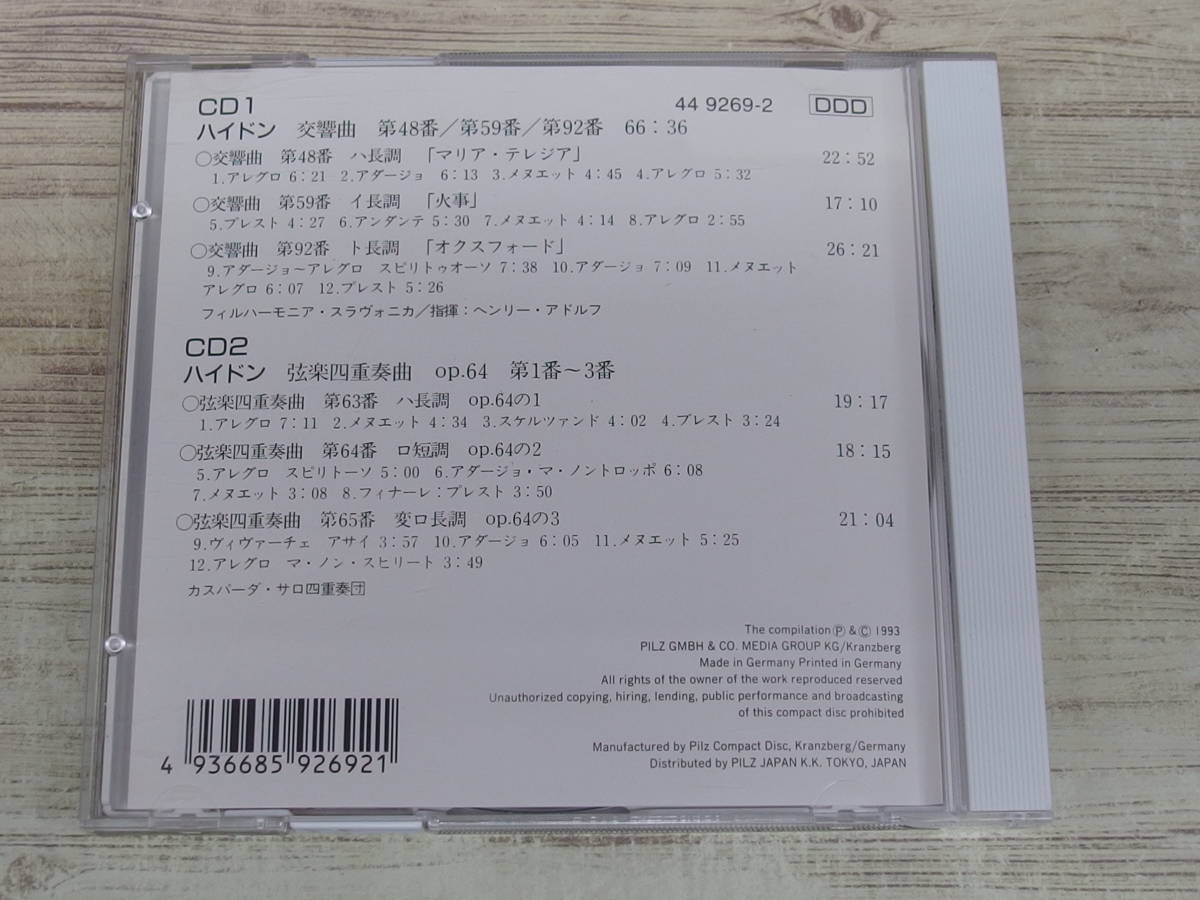 CD1 44 9269-2 DDD
ハイドン 交響曲 第48番／第59番／第92番 66：36
○交響曲 第48番 ハ長調 「マリア・テレジア」 22：52
1.アレグロ 6：21 2.アダージョ 6：13 3.メヌエット 4：45 4.アレグロ 5：32
○交響曲 第59番 イ長調 「火事」 17：10
5.プレスト 4：27 6.アンダンテ 5：30 7.メヌエット 4：14 8.アレグロ 2：55
○交響曲 第92番 ト長調 「オクスフォード」 26：21
9.アダージョ〜アレグロ スピリトゥオーソ 7：38 10.アダージョ 7：09 11.メヌエット
アレグロ 6：07 12.プレスト 5：26
フィルハーモニア・スラヴォニカ／指揮：ヘンリー・アドルフ
CD2
ハイドン 弦楽四重奏曲 op.64 第1番〜3番
○弦楽四重奏曲 第63番 ハ長調 op.64の1 19：17
1.アレグロ 7：11 2.メヌエット 4：34 3.スケルツァンド 4：02 4.プレスト 3：24
○弦楽四重奏曲 第64番 ロ短調 op.64の2 18：15
5.アレグロ スピリトーソ 5：00 6.アダージョ・マ・ノントロッポ 6：08
7.メヌエット 3：08 8.フィナーレ：プレスト 3：50
○弦楽四重奏曲 第65番 変ロ長調 op.64の3 21：04
9.ヴィヴァーチェ アサイ 3：57 10.アダージョ 6：05 11.メヌエット 5：25
12.アレグロ マ・ノン・スピリート 3：49
カスパーダ・サロ四重奏団
The compilation Ⓟ & © 1993
PILZ GMBH & CO. MEDIA GROUP KG/Kranzberg
Made in Germany Printed in Germany
All rights of the owner of the work reproduced reserved
Unauthorized copying, hiring, lending, public performance and broadcasting
of this compact disc prohibited
Manufactured by Pilz Compact Disc, Kranzberg/Germany
Distributed by PILZ JAPAN K.K. TOKYO, JAPAN
4 936685 926921